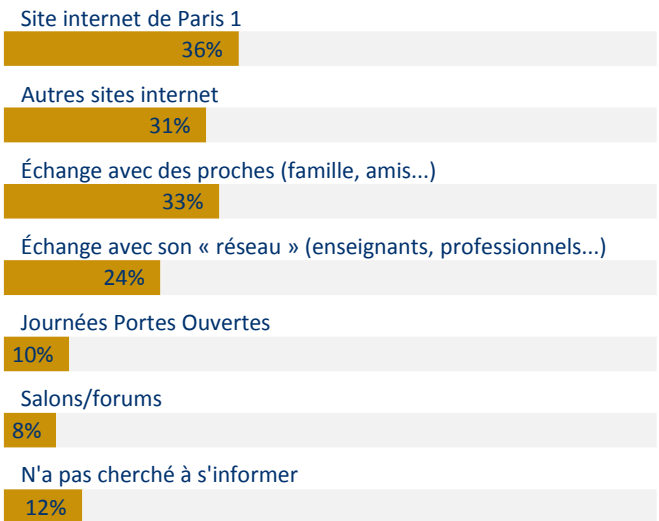 Site internet de Paris 1
36%
Autres sites internet
31%
Échange avec des proches (famille, amis...)
33%
Échange avec son « réseau » (enseignants, professionnels...)
24%
Journées Portes Ouvertes
10%
Salons/forums
8%
N'a pas cherché à s'informer
12%